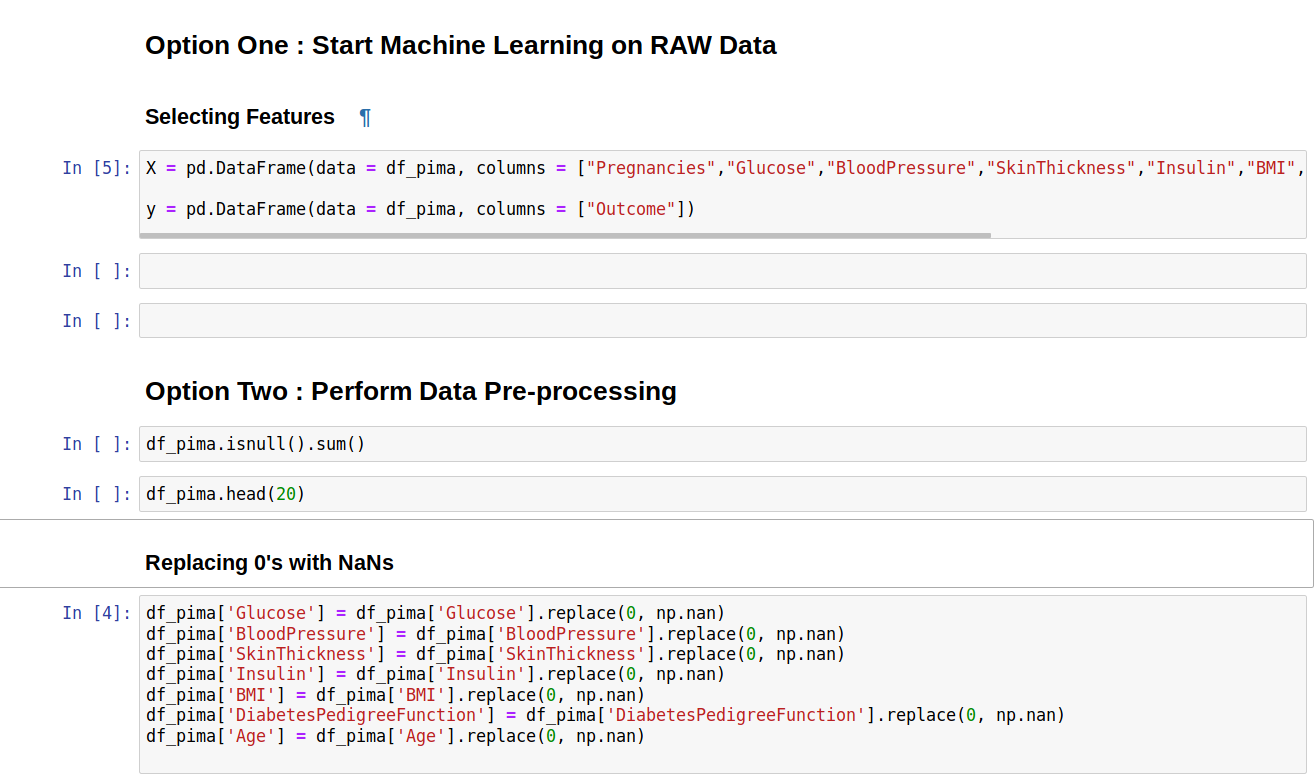 Option One : Start Machine Learning on RAW Data
Selecting Features ¶
In [5]: X = pd.DataFrame(data = df_pima, columns = ["Pregnancies","Glucose","BloodPressure","SkinThickness","Insulin","BMI",
y = pd.DataFrame(data = df_pima, columns = ["Outcome"])
In [ ]:
In [ ]:
Option Two : Perform Data Pre-processing
In [ ]: df_pima.isnull().sum()
In [ ]: df_pima.head(20)
Replacing 0's with NaNs
In [4]: df_pima['Glucose'] = df_pima['Glucose'].replace(0, np.nan)
df_pima['BloodPressure'] = df_pima['BloodPressure'].replace(0, np.nan)
df_pima['SkinThickness'] = df_pima['SkinThickness'].replace(0, np.nan)
df_pima['Insulin'] = df_pima['Insulin'].replace(0, np.nan)
df_pima['BMI'] = df_pima['BMI'].replace(0, np.nan)
df_pima['DiabetesPedigreeFunction'] = df_pima['DiabetesPedigreeFunction'].replace(0, np.nan)
df_pima['Age'] = df_pima['Age'].replace(0, np.nan)